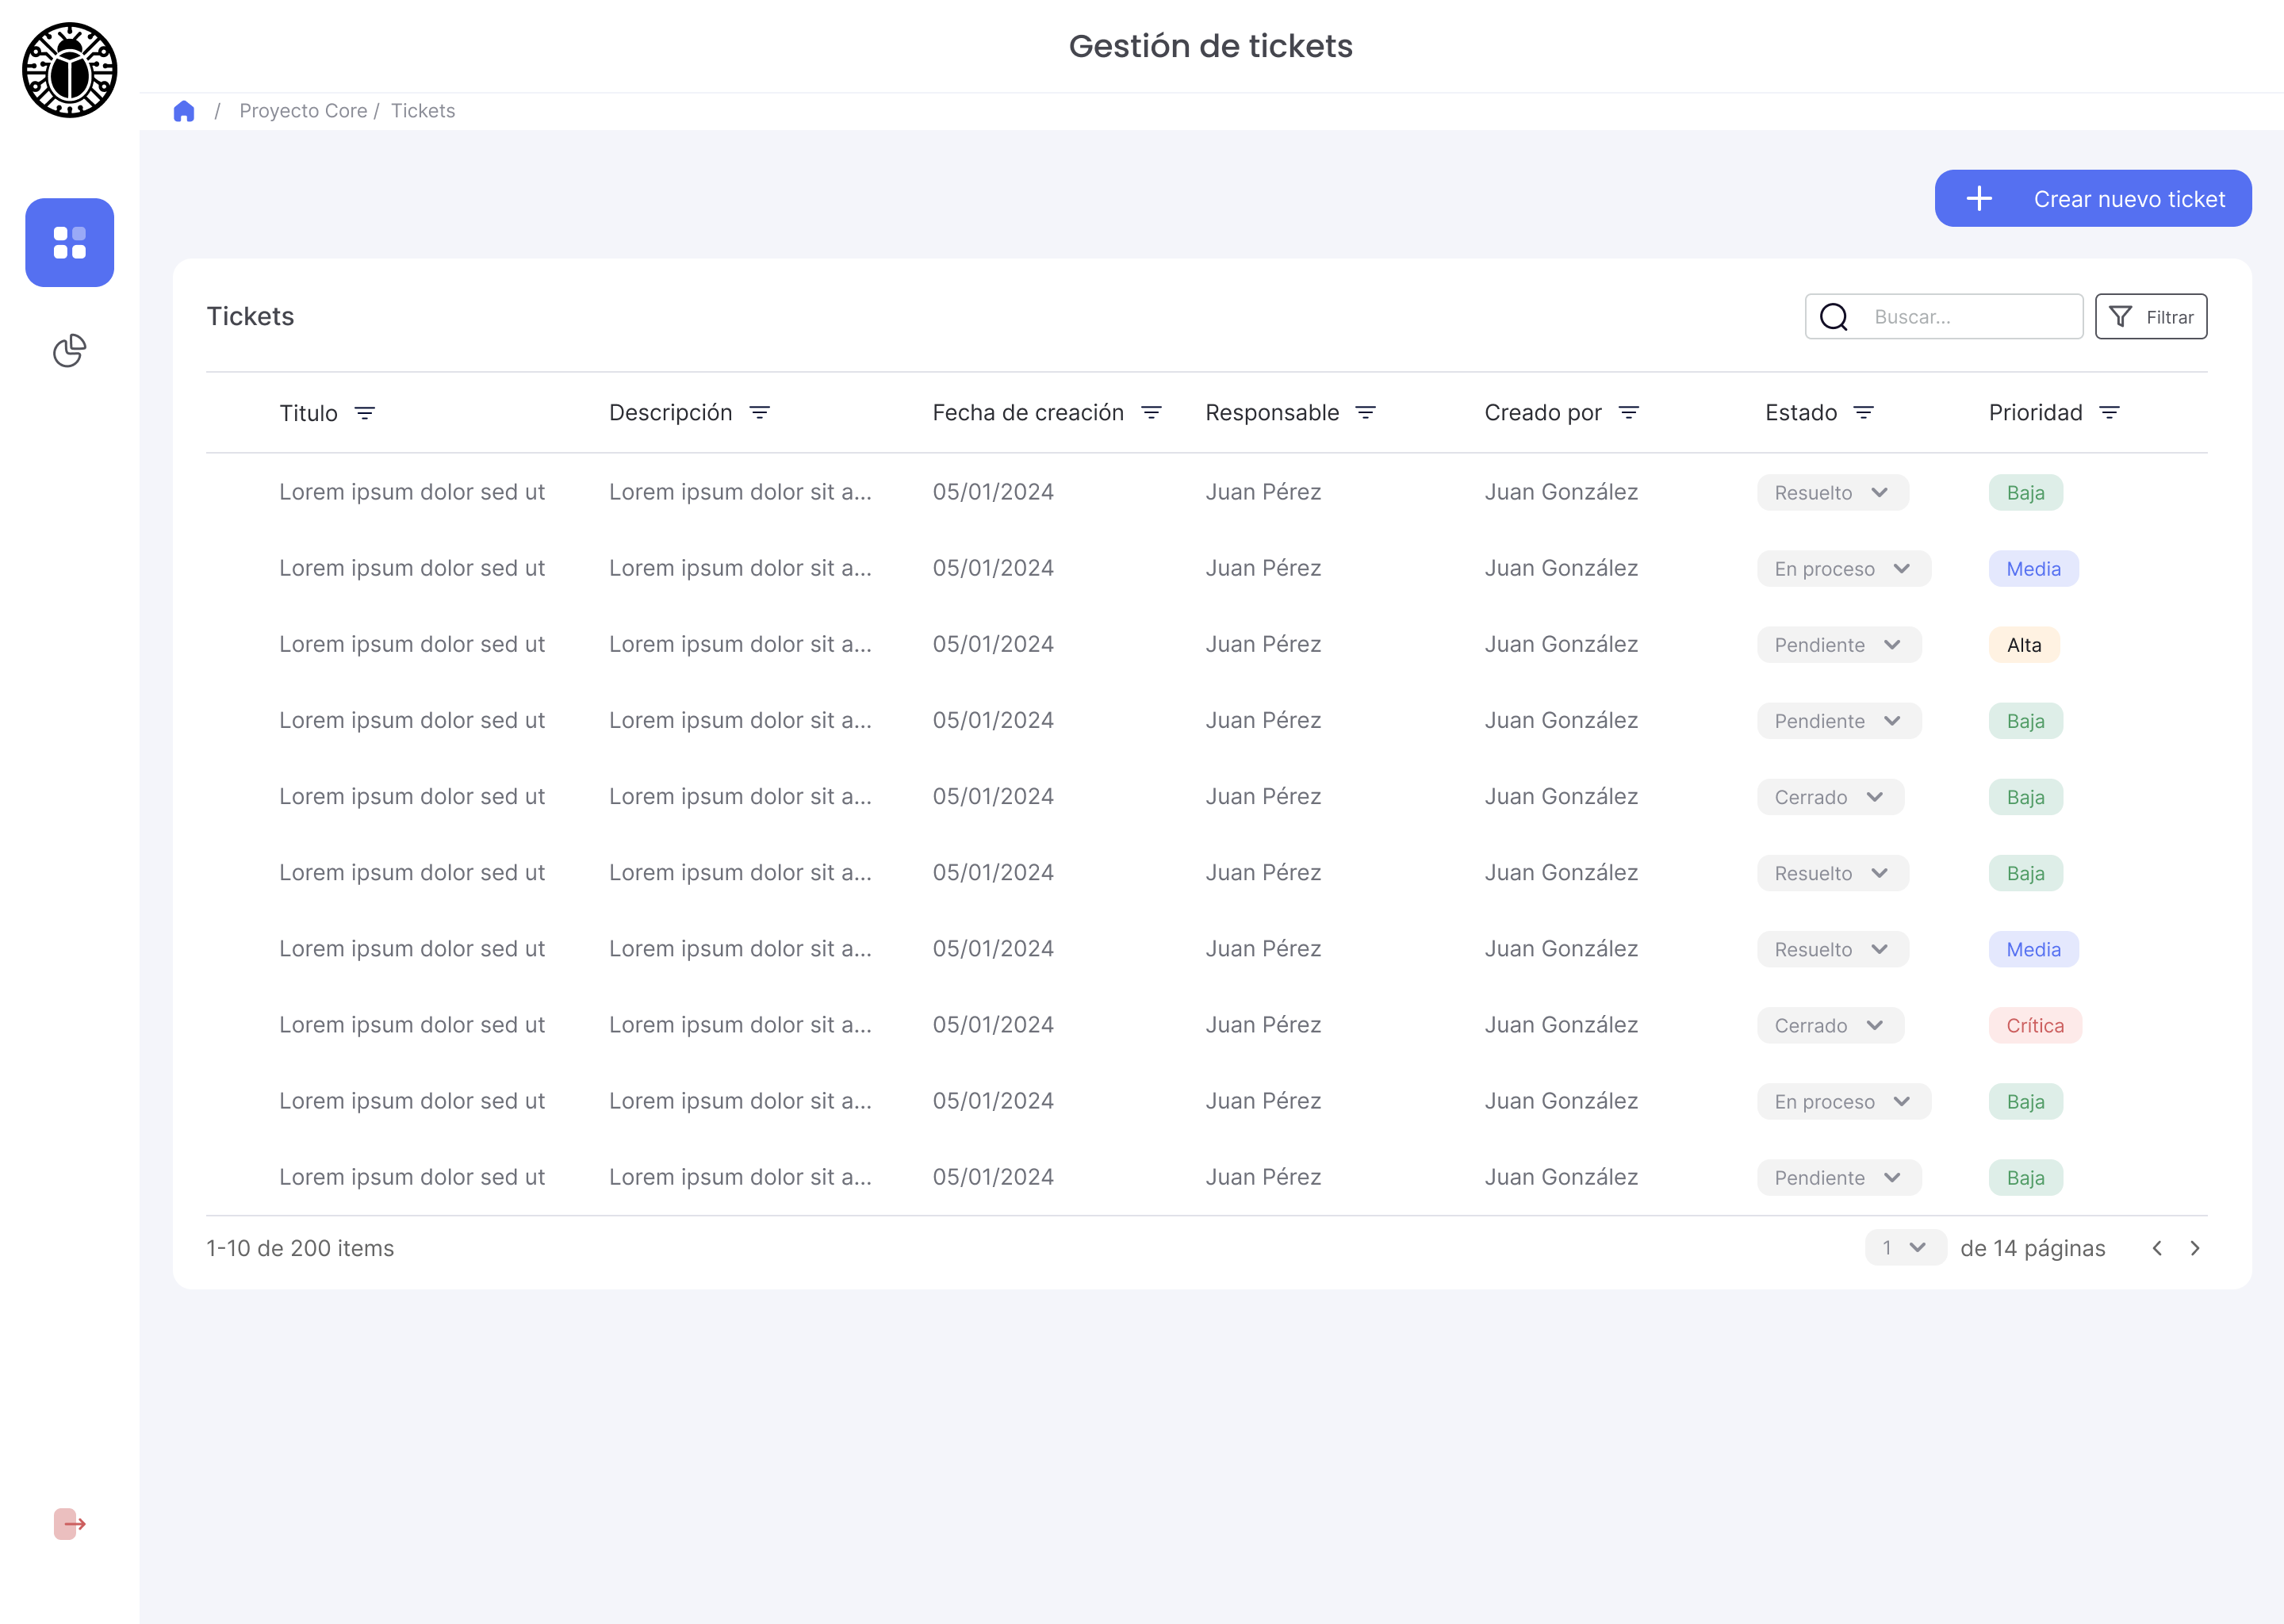 Gestión de tickets
/ Proyecto Core / Tickets
Crear nuevo ticket
Tickets Buscar... Filtrar
Titulo Descripción Fecha de creación Responsable Creado por Estado Prioridad
Lorem ipsum dolor sed ut Lorem ipsum dolor sit a... 05/01/2024 Juan Pérez Juan González Resuelto Baja
Lorem ipsum dolor sed ut Lorem ipsum dolor sit a... 05/01/2024 Juan Pérez Juan González En proceso Media
Lorem ipsum dolor sed ut Lorem ipsum dolor sit a... 05/01/2024 Juan Pérez Juan González Pendiente Alta
Lorem ipsum dolor sed ut Lorem ipsum dolor sit a... 05/01/2024 Juan Pérez Juan González Pendiente Baja
Lorem ipsum dolor sed ut Lorem ipsum dolor sit a... 05/01/2024 Juan Pérez Juan González Cerrado Baja
Lorem ipsum dolor sed ut Lorem ipsum dolor sit a... 05/01/2024 Juan Pérez Juan González Resuelto Baja
Lorem ipsum dolor sed ut Lorem ipsum dolor sit a... 05/01/2024 Juan Pérez Juan González Resuelto Media
Lorem ipsum dolor sed ut Lorem ipsum dolor sit a... 05/01/2024 Juan Pérez Juan González Cerrado Crítica
Lorem ipsum dolor sed ut Lorem ipsum dolor sit a... 05/01/2024 Juan Pérez Juan González En proceso Baja
Lorem ipsum dolor sed ut Lorem ipsum dolor sit a... 05/01/2024 Juan Pérez Juan González Pendiente Baja
1-10 de 200 items 1 de 14 páginas